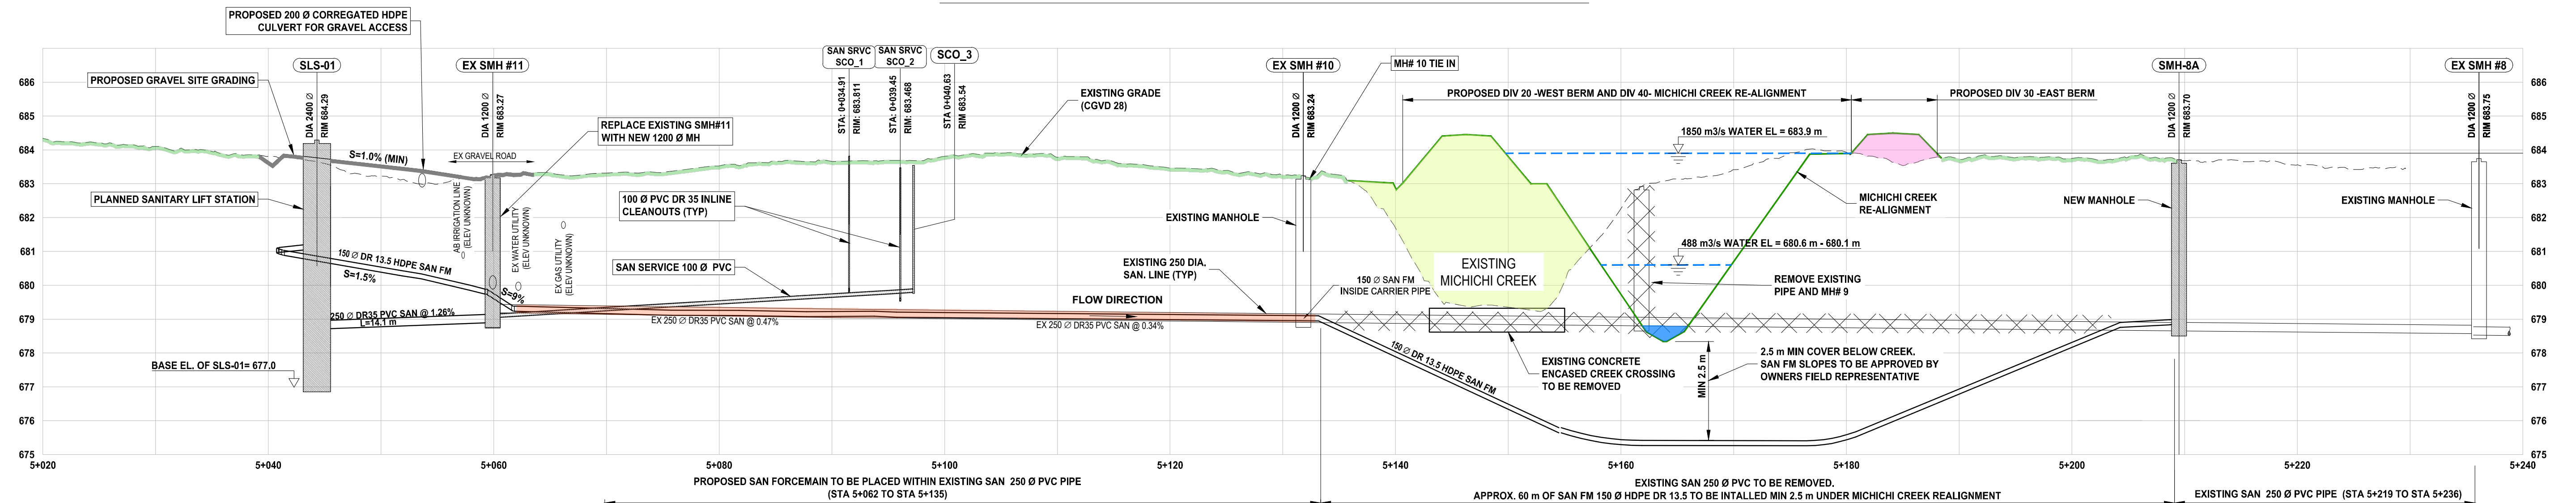 PROPOSED 200 Ø CORREGATED HDPE
CULVERT FOR GRAVEL ACCESS
PROPOSED GRAVEL SITE GRADING
SLS-01
DIA 2400 Ø
RIM 684.29
EX SMH #11
DIA 1200 Ø
RIM 683.27
REPLACE EXISTING SMH#11
WITH NEW 1200 Ø MH
SAN SRVC
SCO_1
STA: 0+034.91
RIM: 683.811
SAN SRVC
SCO_2
STA: 0+039.45
RIM: 683.468
SCO_3
STA 0+040.63
RIM 683.54
EXISTING GRADE
(CGVD 28)
EX SMH #10
DIA 1200 Ø
RIM 683.24
MH# 10 TIE IN
PROPOSED DIV 20 -WEST BERM AND DIV 40- MICHICHI CREEK RE-ALIGNMENT
PROPOSED DIV 30 -EAST BERM
SMH-8A
DIA 1200 Ø
RIM 683.70
EX SMH #8
DIA 1200 Ø
RIM 683.75
686
685
684
683
682
681
680
679
678
677
676
675
686
685
684
683
682
681
680
679
678
677
676
675
S=1.0% (MIN)
EX GRAVEL ROAD
1850 m3/s WATER EL = 683.9 m
PLANNED SANITARY LIFT STATION
AB IRRIGATION LINE
(ELEV UNKNOWN)
EX WATER UTILITY
(ELEV UNKNOWN)
EX GAS UTILITY
(ELEV UNKNOWN)
100 Ø PVC DR 35 INLINE
CLEANOUTS (TYP)
EXISTING MANHOLE
MICHICHI CREEK
RE-ALIGNMENT
NEW MANHOLE
EXISTING MANHOLE
488 m3/s WATER EL = 680.6 m - 680.1 m
150 Ø DR 13.5 HDPE SAN FM
S=1.5%
S=9%
SAN SERVICE 100 Ø PVC
EXISTING 250 DIA.
SAN. LINE (TYP)
150 Ø SAN FM
INSIDE CARRIER PIPE
EXISTING
MICHICHI CREEK
REMOVE EXISTING
PIPE AND MH# 9
FLOW DIRECTION
250 Ø DR35 PVC SAN @ 1.26%
L=14.1 m
EX 250 Ø DR35 PVC SAN @ 0.47%
EX 250 Ø DR35 PVC SAN @ 0.34%
BASE EL. OF SLS-01= 677.0
150 Ø DR 13.5 HDPE SAN FM
EXISTING CONCRETE
ENCASED CREEK CROSSING
TO BE REMOVED
MIN 2.5 m
2.5 m MIN COVER BELOW CREEK.
SAN FM SLOPES TO BE APPROVED BY
OWNERS FIELD REPRESENTATIVE
5+020
5+040
5+060
5+080
5+100
5+120
5+140
5+160
5+180
5+200
5+220
5+240
PROPOSED SAN FORCEMAIN TO BE PLACED WITHIN EXISTING SAN 250 Ø PVC PIPE
(STA 5+062 TO STA 5+135)
EXISTING SAN 250 Ø PVC TO BE REMOVED.
APPROX. 60 m OF SAN FM 150 Ø HDPE DR 13.5 TO BE INTALLED MIN 2.5 m UNDER MICHICHI CREEK REALIGNMENT
EXISTING SAN 250 Ø PVC PIPE (STA 5+219 TO STA 5+236)